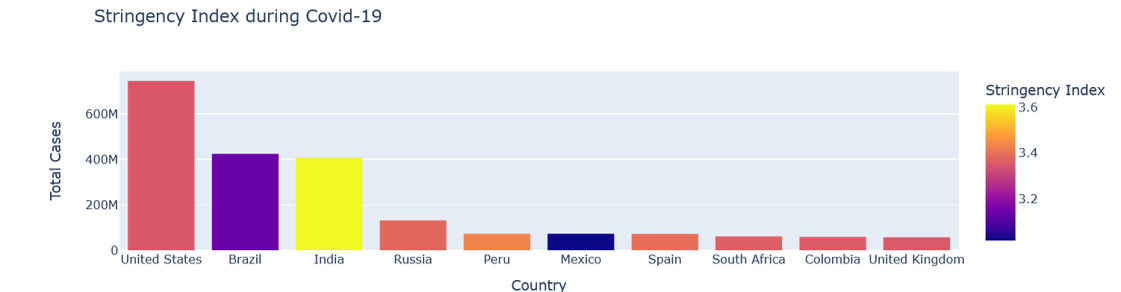 Stringency Index during Covid-19
Stringency Index
3.6
3.4
3.2
Total Cases
600M
400M
200M
0
United States Brazil India Russia Peru Mexico Spain South Africa Colombia United Kingdom
Country